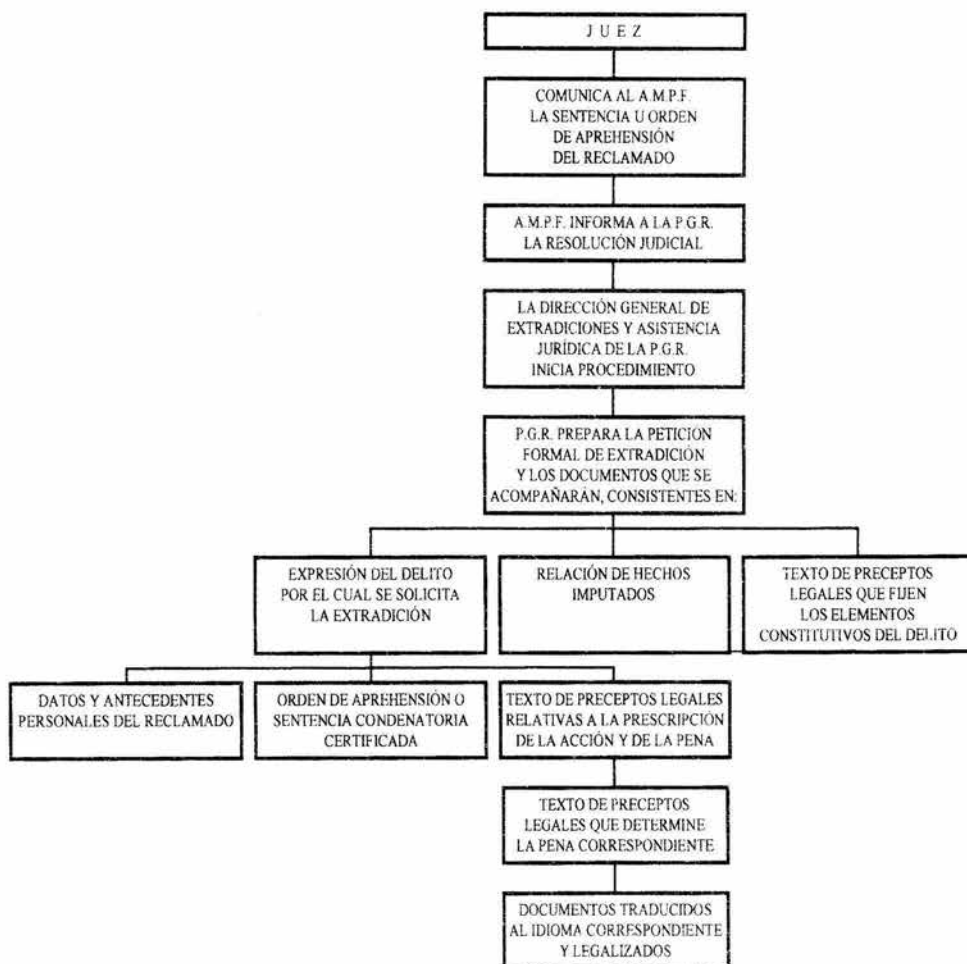 J U E Z
COMUNICA AL A.M.P.F.
LA SENTENCIA U ORDEN
DE APREHENSIÓN
DEL RECLAMADO
A.M.P.F. INFORMA A LA P.G.R.
LA RESOLUCIÓN JUDICIAL
LA DIRECCIÓN GENERAL DE
EXTRADICIONES Y ASISTENCIA
JURÍDICA DE LA P.G.R.
INICIA PROCEDIMIENTO
P.G.R. PREPARA LA PETICION
FORMAL DE EXTRADICIÓN
Y LOS DOCUMENTOS QUE SE
ACOMPAÑARÁN, CONSISTENTES EN:
EXPRESIÓN DEL DELITO
POR EL CUAL SE SOLICITA
LA EXTRADICIÓN
RELACIÓN DE HECHOS
IMPUTADOS
TEXTO DE PRECEPTOS
LEGALES QUE FIJEN
LOS ELEMENTOS
CONSTITUTIVOS DEL DELITO
DATOS Y ANTECEDENTES
PERSONALES DEL RECLAMADO
ORDEN DE APREHENSIÓN O
SENTENCIA CONDENATORIA
CERTIFICADA
TEXTO DE PRECEPTOS LEGALES
RELATIVAS A LA PRESCRIPCIÓN
DE LA ACCIÓN Y DE LA PENA
TEXTO DE PRECEPTOS
LEGALES QUE DETERMINE
LA PENA CORRESPONDIENTE
DOCUMENTOS TRADUCIDOS
AL IDIOMA CORRESPONDIENTE
Y LEGALIZADOS